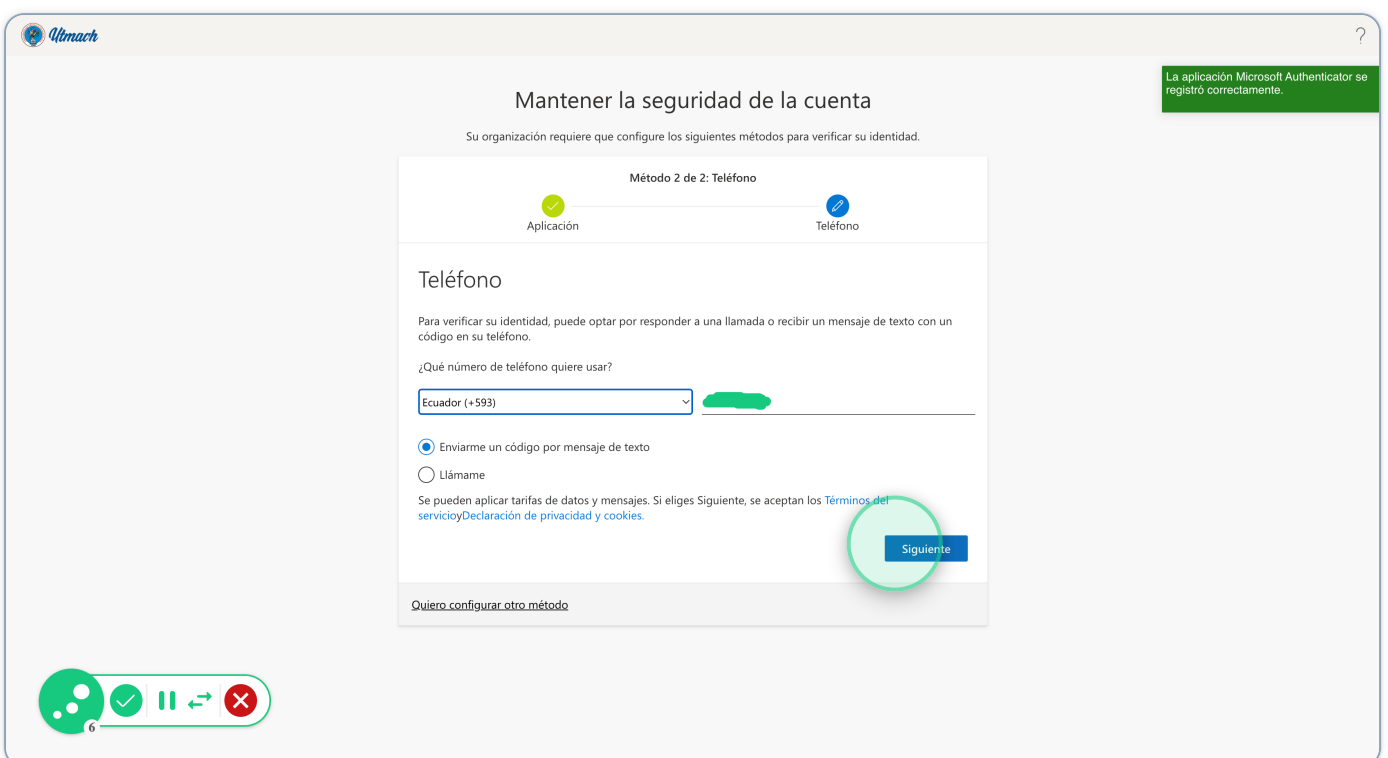 Utmach
?
La aplicación Microsoft Authenticator se
registró correctamente.
Mantener la seguridad de la cuenta
Su organización requiere que configure los siguientes métodos para verificar su identidad.
Método 2 de 2: Teléfono
Aplicación
Teléfono
Teléfono
Para verificar su identidad, puede optar por responder a una llamada o recibir un mensaje de texto con un
código en su teléfono.
¿Qué número de teléfono quiere usar?
Ecuador (+593)
Enviarme un código por mensaje de texto
Llámame
Se pueden aplicar tarifas de datos y mensajes. Si eliges Siguiente, se aceptan los Términos del
servicioyDeclaración de privacidad y cookies.
Siguiente
Quiero configurar otro método
6